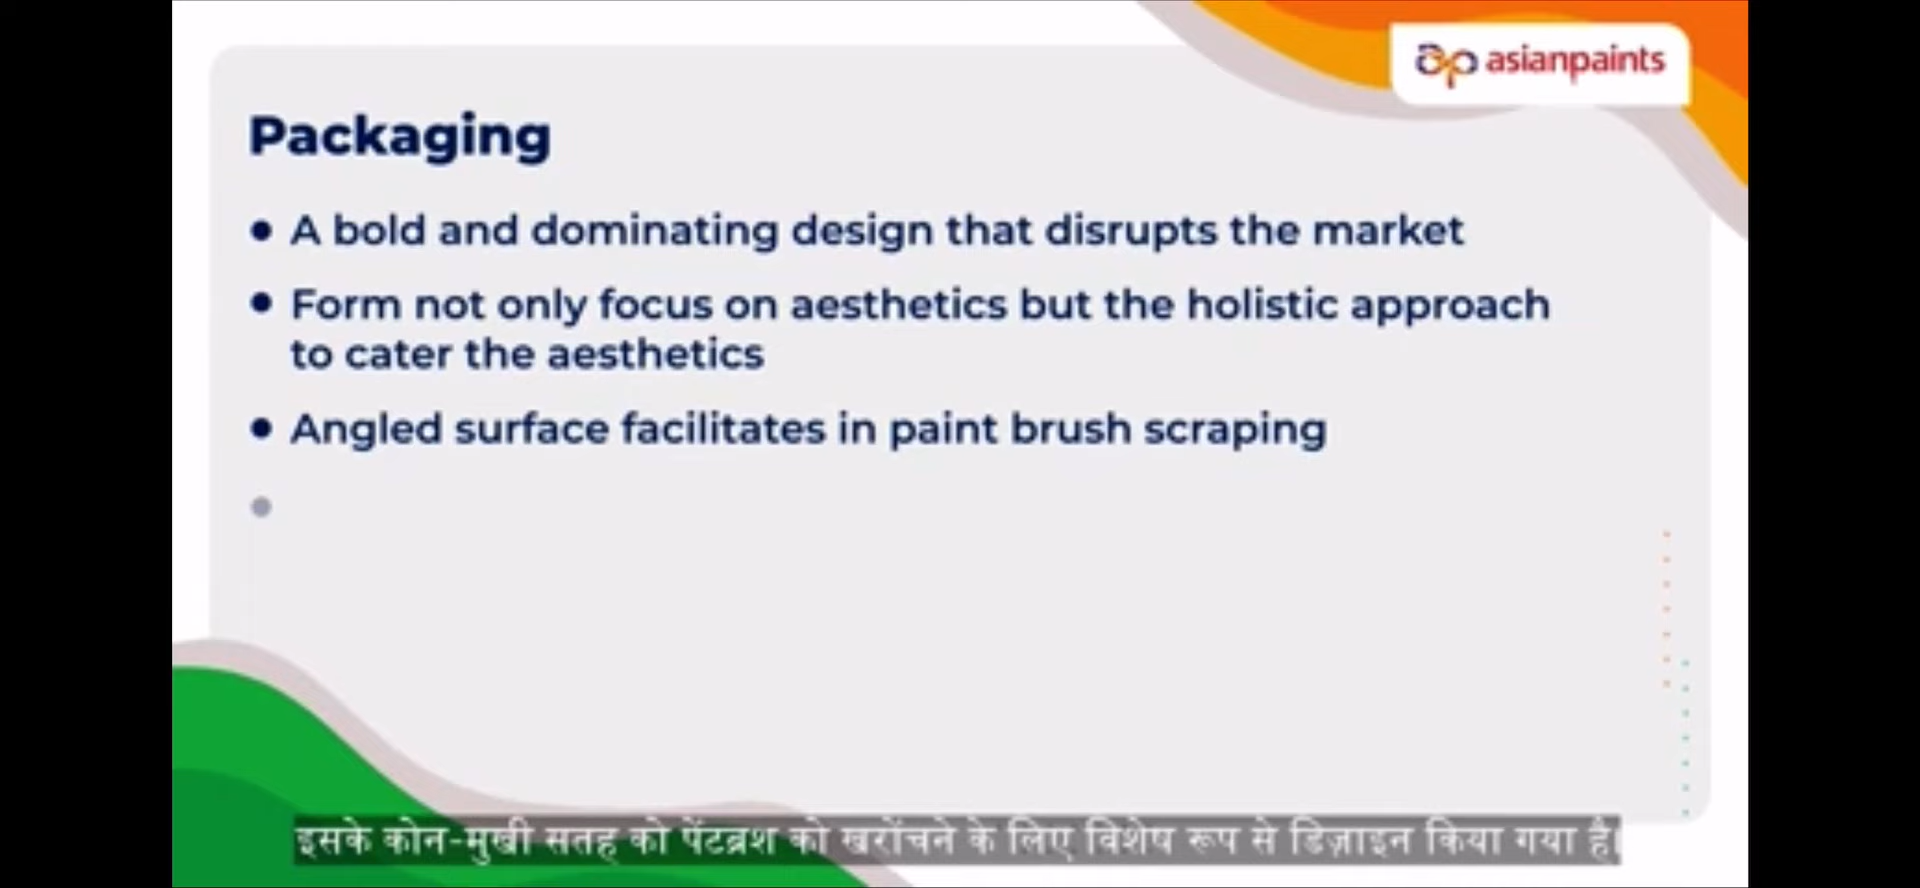 asianpaints
Packaging
• A bold and dominating design that disrupts the market
• Form not only focus on aesthetics but the holistic approach
to cater the aesthetics
• Angled surface facilitates in paint brush scraping
•
इसके कोन-मुखी सतह को पेंटब्रश को खरोंचने के लिए विशेष रूप से डिज़ाइन किया गया है।